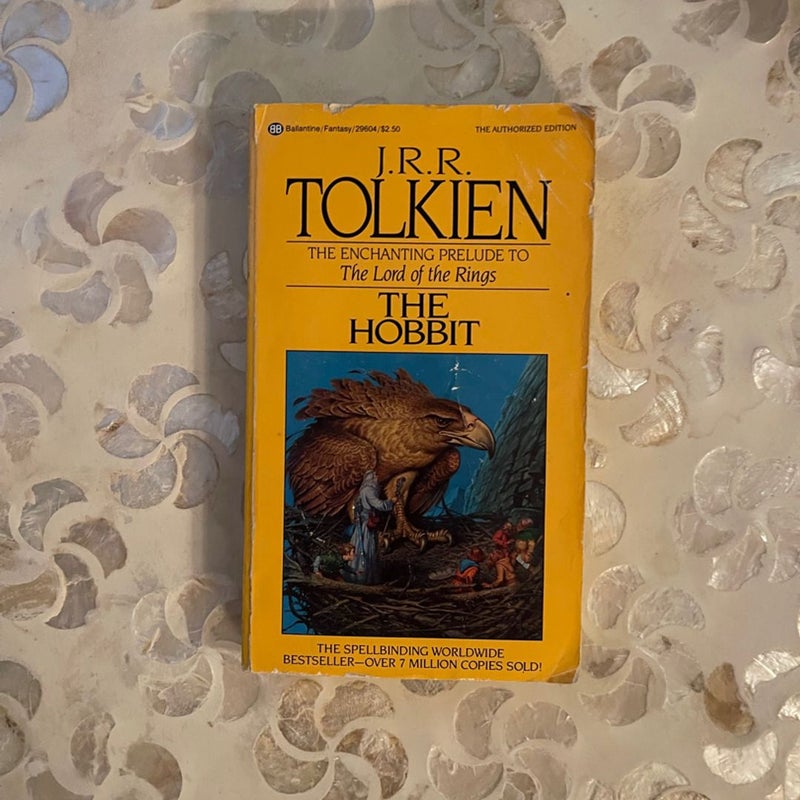 BB Ballantine/Fantasy/29604/$2.50
THE AUTHORIZED EDITION
J.R.R.
TOLKIEN
THE ENCHANTING PRELUDE TO
The Lord of the Rings
THE
HOBBIT
THE SPELLBINDING WORLDWIDE
BESTSELLER—OVER 7 MILLION COPIES SOLD!